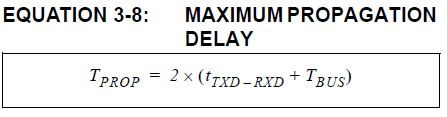 EQUATION 3-8: MAXIMUM PROPAGATION
DELAY
T_PROP = 2 × (t_TXD – RXD + T_BUS)